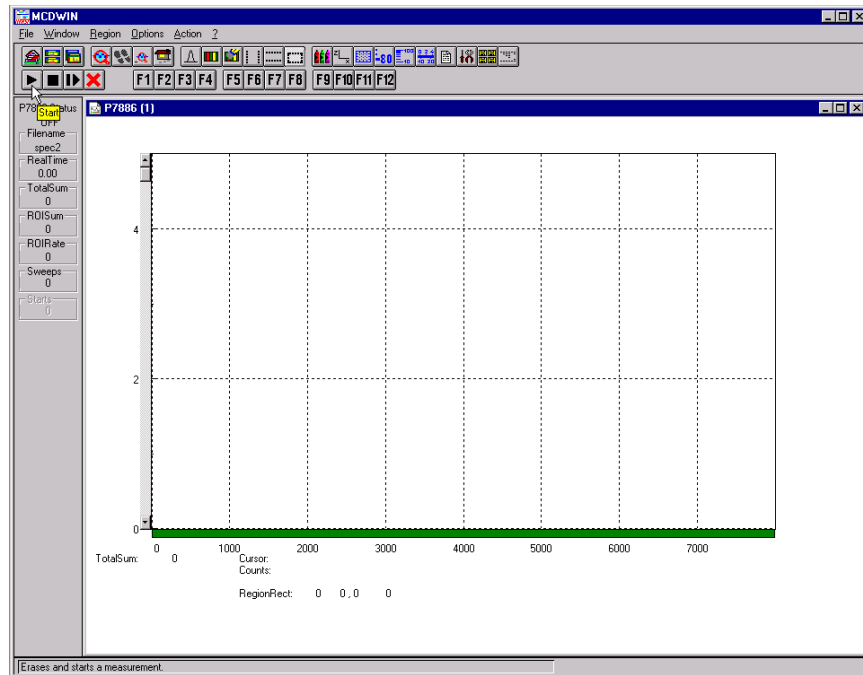 MCDWIN
File Window Region Options Action ?
F1 F2 F3 F4 F5 F6 F7 F8 F9 F10 F11 F12
Start
OFF
Filename
spec2
RealTime
0.00
TotalSum
0
ROISum
0
ROIRate
0
Sweeps
0
Starts
0
P7886 (1)
4
2
0
0 1000 2000 3000 4000 5000 6000 7000
TotalSum: 0 Cursor:
Counts:
RegionRect: 0 0 , 0 0
Erases and starts a measurement.